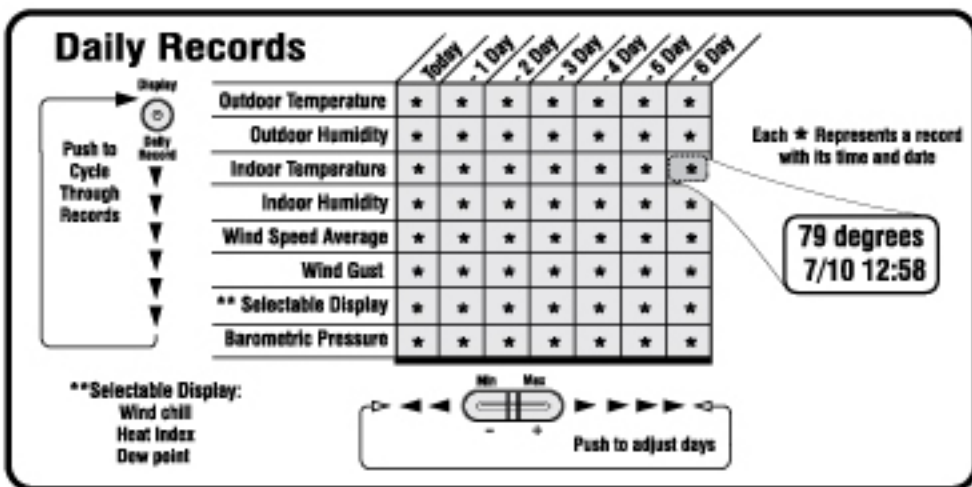 Daily Records
Today
- 1 Day
- 2 Day
- 3 Day
- 4 Day
- 5 Day
- 6 Day
Display
Daily
Record
Push to
Cycle
Through
Records
Outdoor Temperature * * * * * * *
Outdoor Humidity * * * * * * *
Indoor Temperature * * * * * * *
Indoor Humidity * * * * * * *
Wind Speed Average * * * * * * *
Wind Gust * * * * * * *
** Selectable Display * * * * * * *
Barometric Pressure * * * * * * *
Each * Represents a record
with its time and date
79 degrees
7/10 12:58
**Selectable Display:
Wind chill
Heat Index
Dew point
Min Max
- +
Push to adjust days